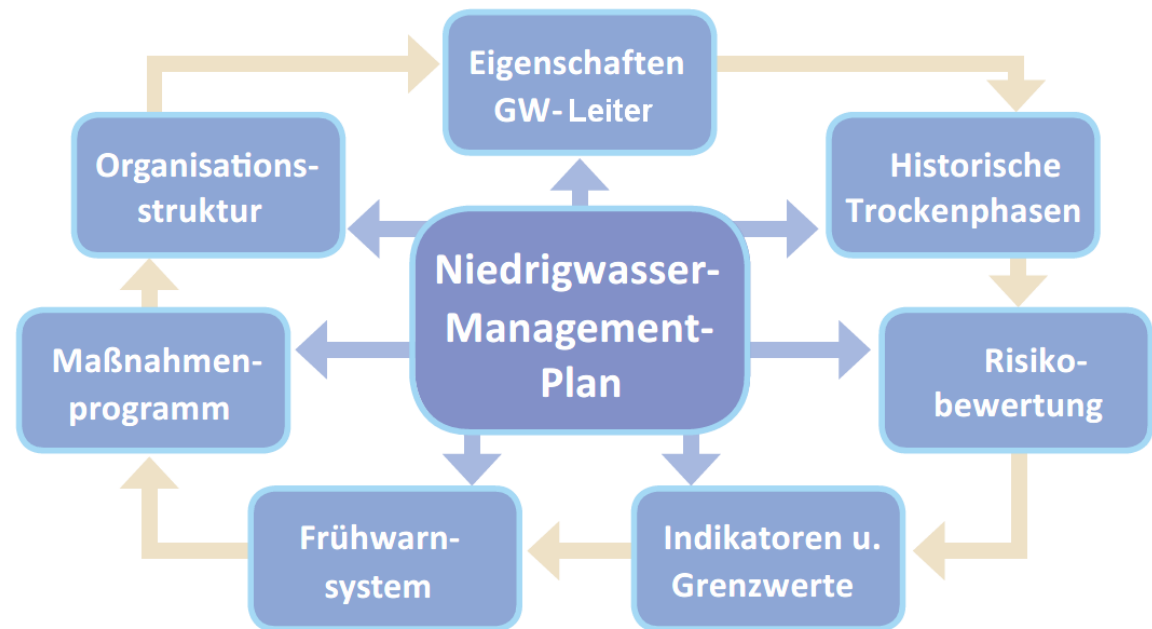 Eigenschaften
GW-Leiter
Organisations-
struktur
Historische
Trockenphasen
Niedrigwasser-
Management-
Plan
Maßnahmen-
programm
Risiko-
bewertung
Frühwarn-
system
Indikatoren u.
Grenzwerte